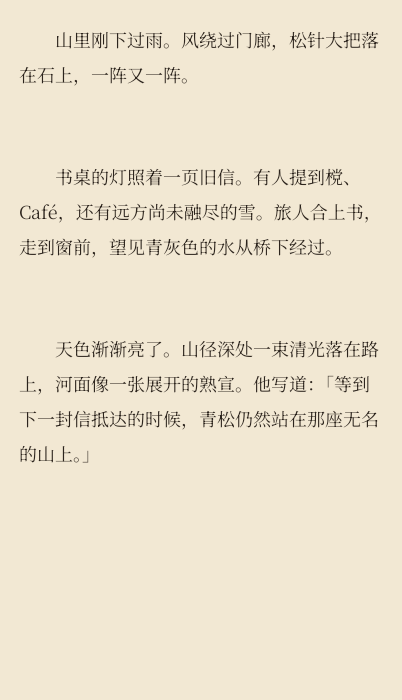 山里刚下过雨。风绕过门廊，松针大把落
在石上，一阵又一阵。
书桌的灯照着一页旧信。有人提到棁、
Café，还有远方尚未融尽的雪。旅人合上书，
走到窗前，望见青灰色的水从桥下经过。
天色渐渐亮了。山径深处一束清光落在路
上，河面像一张展开的熟宣。他写道：「等到
下一封信抵达的时候，青松仍然站在那座无名
的山上。」